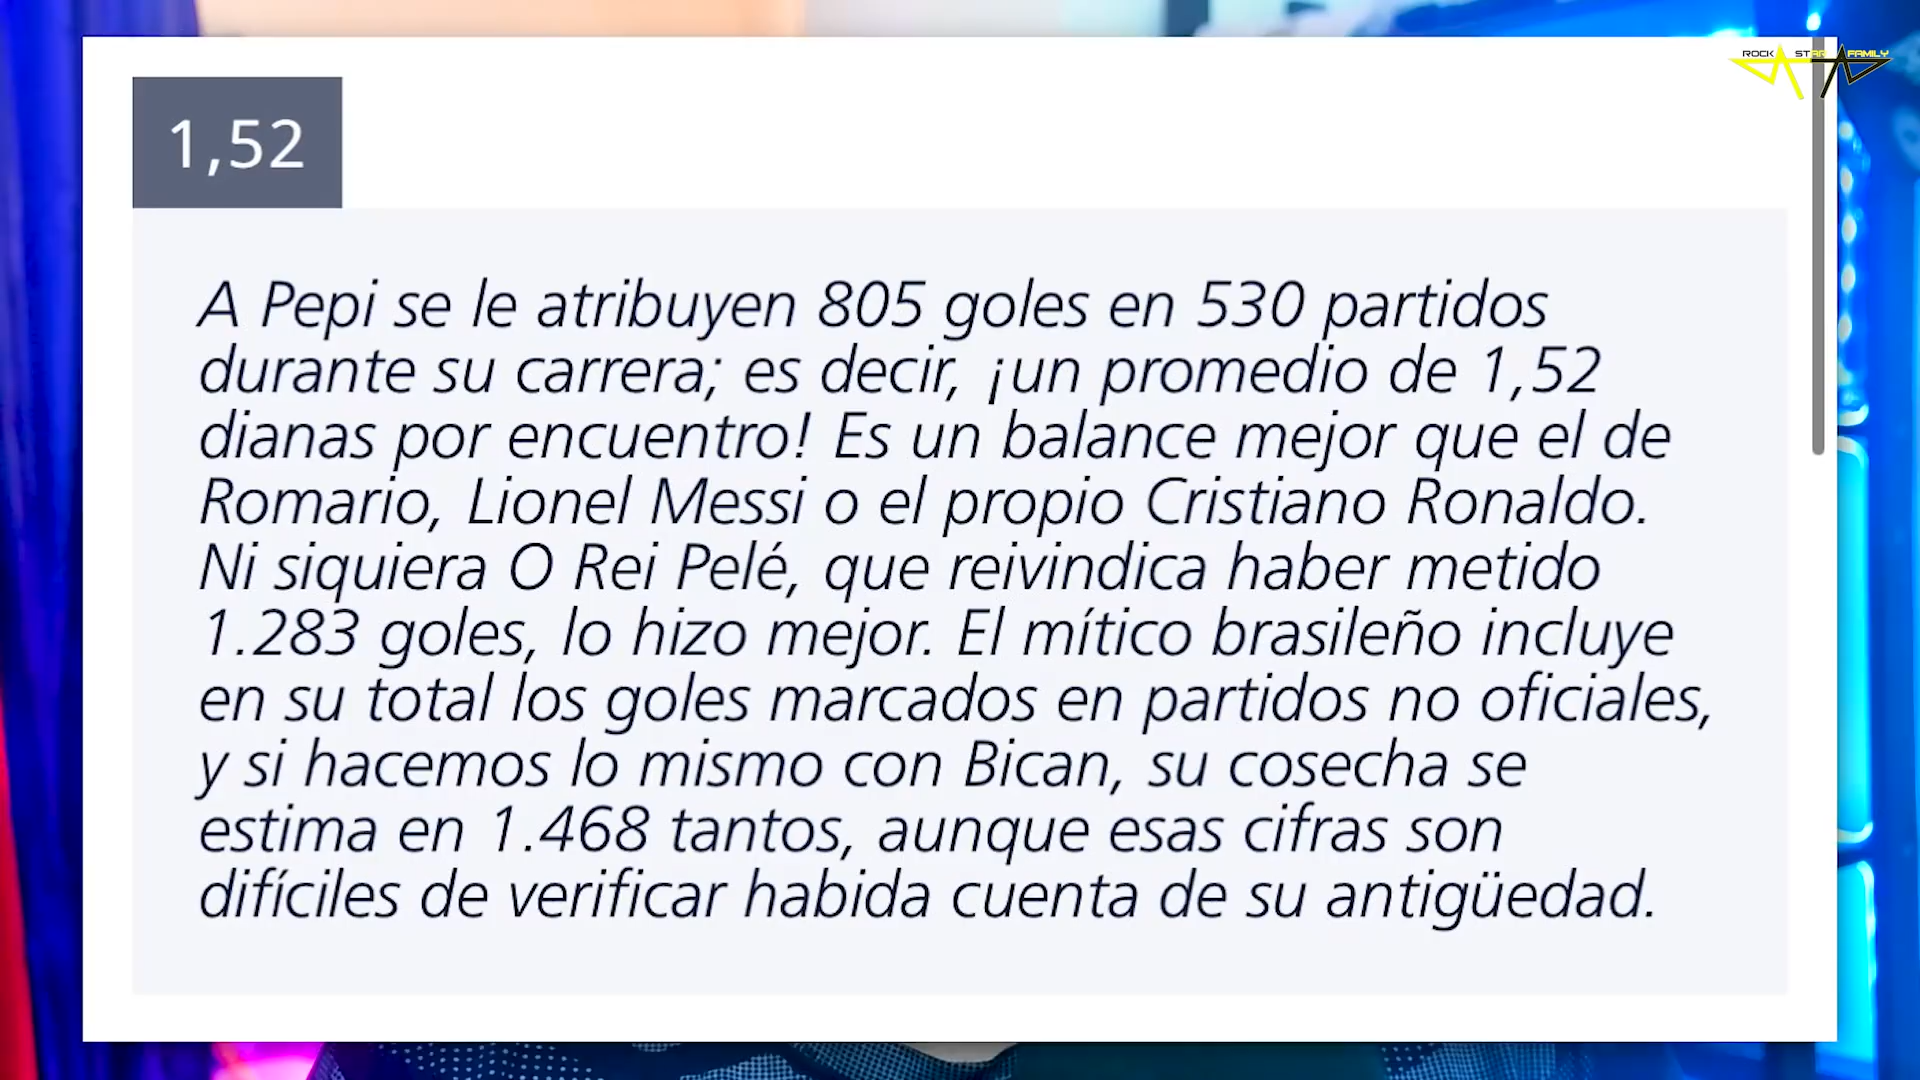 ROCK STAR FAMILY
1,52
A Pepi se le atribuyen 805 goles en 530 partidos
durante su carrera; es decir, ¡un promedio de 1,52
dianas por encuentro! Es un balance mejor que el de
Romario, Lionel Messi o el propio Cristiano Ronaldo.
Ni siquiera O Rei Pelé, que reivindica haber metido
1.283 goles, lo hizo mejor. El mítico brasileño incluye
en su total los goles marcados en partidos no oficiales,
y si hacemos lo mismo con Bican, su cosecha se
estima en 1.468 tantos, aunque esas cifras son
difíciles de verificar habida cuenta de su antigüedad.